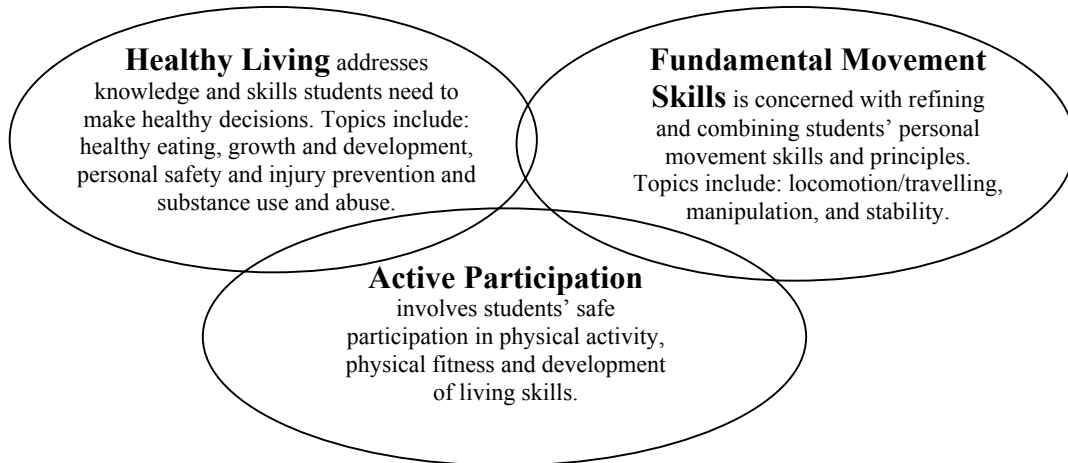 Healthy Living addresses
knowledge and skills students need to
make healthy decisions. Topics include:
healthy eating, growth and development,
personal safety and injury prevention and
substance use and abuse.
Fundamental Movement
Skills is concerned with refining
and combining students’ personal
movement skills and principles.
Topics include: locomotion/travelling,
manipulation, and stability.
Active Participation
involves students’ safe
participation in physical activity,
physical fitness and development
of living skills.